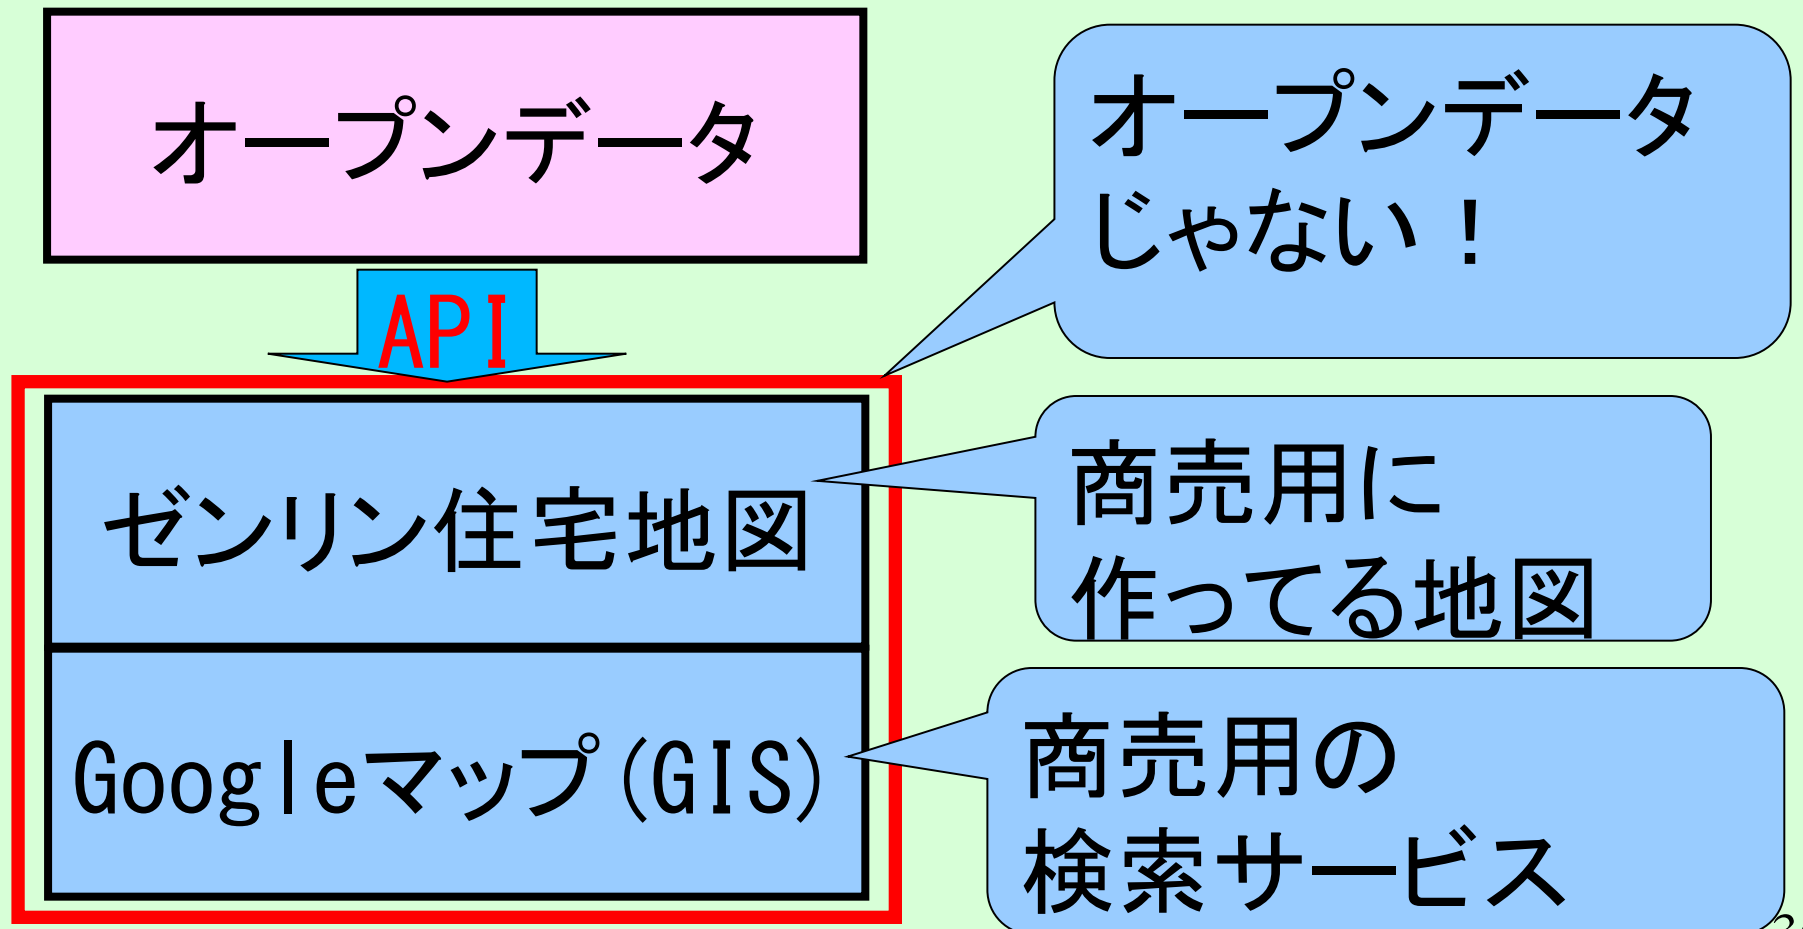 オープンデータ
API
ゼンリン住宅地図
Googleマップ(GIS)
オープンデータ
じゃない！
商売用に
作ってる地図
商売用の
検索サービス